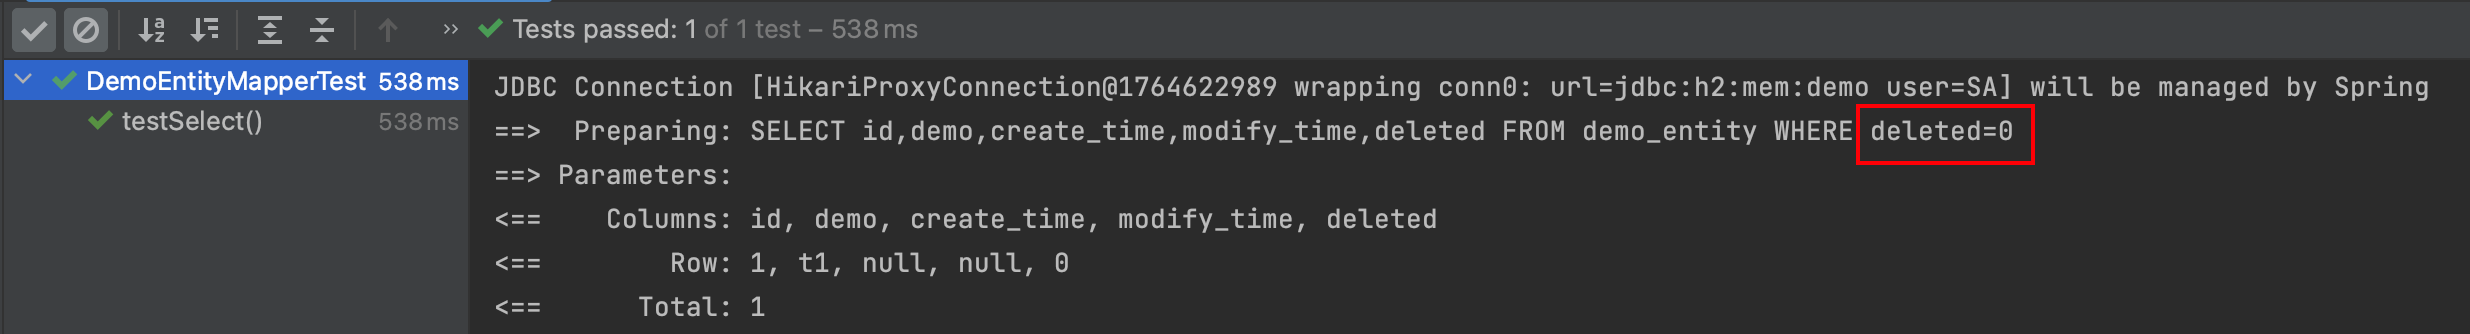 Tests passed: 1 of 1 test – 538 ms
DemoEntityMapperTest 538 ms
testSelect() 538 ms
JDBC Connection [HikariProxyConnection@1764622989 wrapping conn0: url=jdbc:h2:mem:demo user=SA] will be managed by Spring
==>  Preparing: SELECT id,demo,create_time,modify_time,deleted FROM demo_entity WHERE deleted=0
==> Parameters:
<==    Columns: id, demo, create_time, modify_time, deleted
<==        Row: 1, t1, null, null, 0
<==      Total: 1